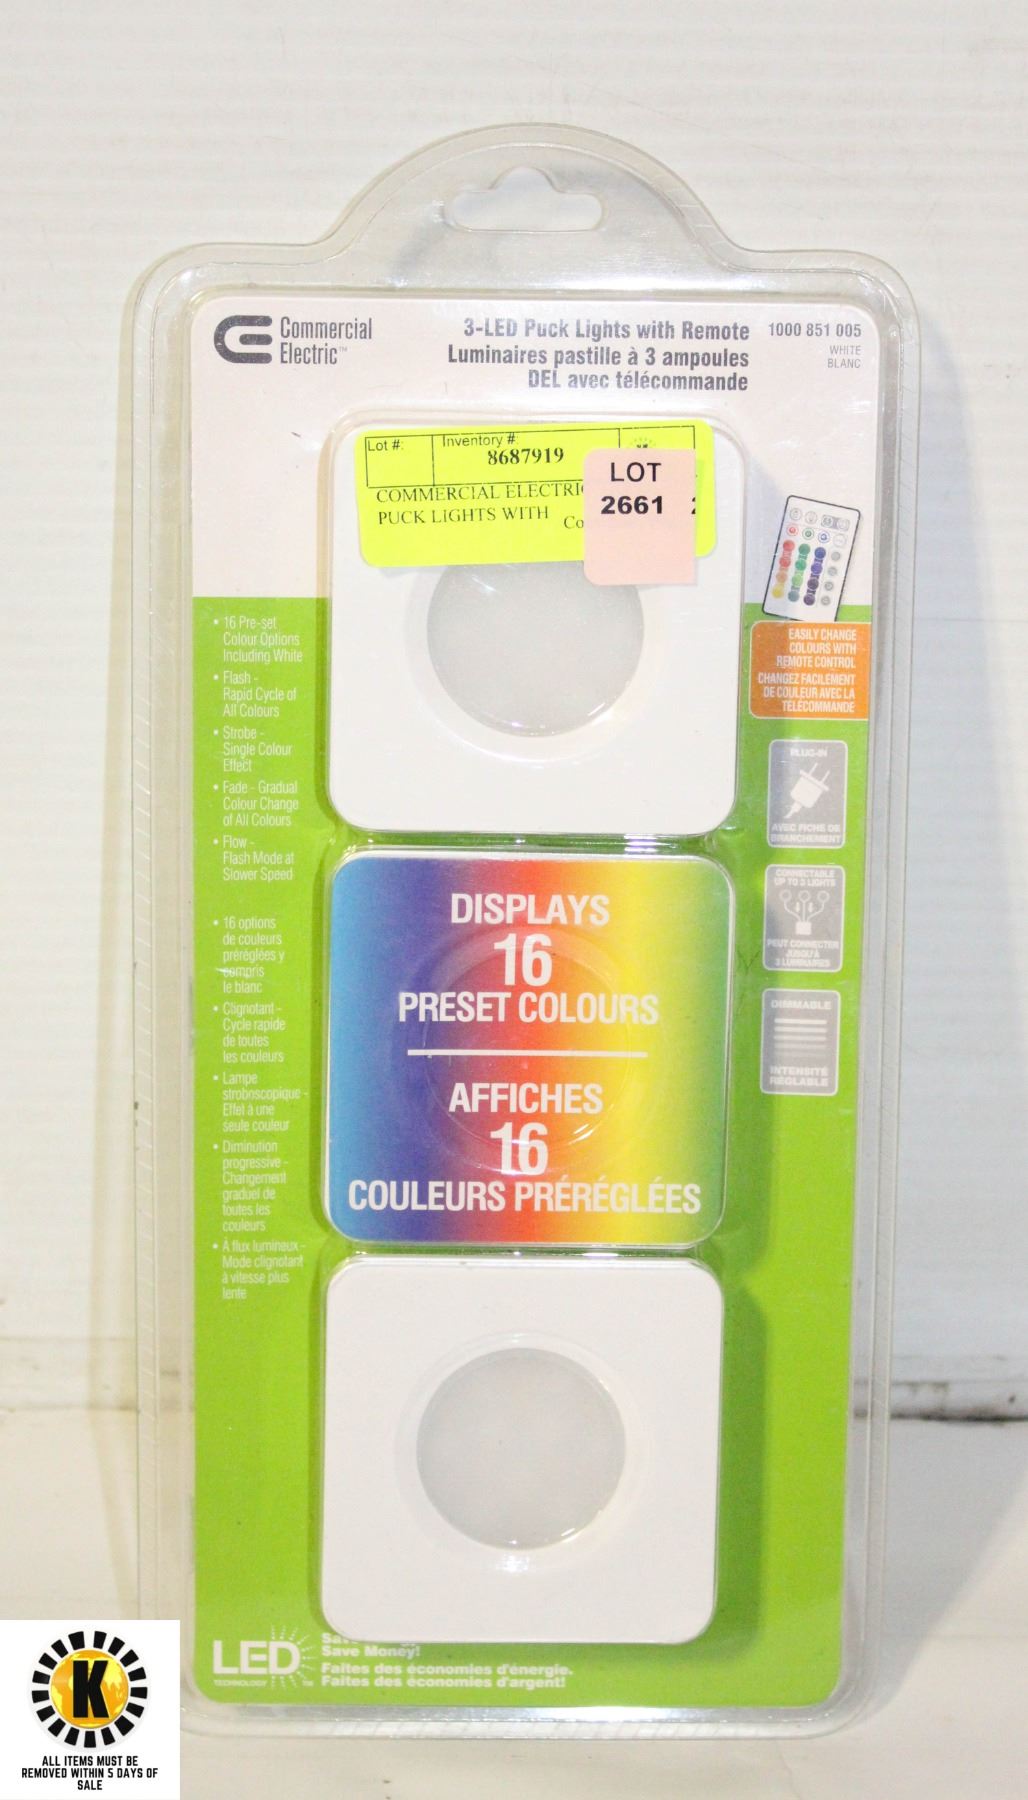 Commercial
Electric™
3-LED Puck Lights with Remote
Luminaires pastille à 3 ampoules
DEL avec télécommande
1000 851 005
WHITE
BLANC
Lot #:
Inventory #:
8687919
COMMERCIAL ELECTRIC
PUCK LIGHTS WITH
Co
LOT
2661
• 16 Pre-set
Colour Options
Including White
• Flash -
Rapid Cycle of
All Colours
• Strobe -
Single Colour
Effect
• Fade - Gradual
Colour Change
of All Colours
• Flow -
Flash Mode at
Slower Speed
• 16 options
de couleurs
préréglées y
compris
le blanc
• Clignotant -
Cycle rapide
de toutes
les couleurs
• Lampe
stroboscopique -
Effet à une
seule couleur
• Diminution
progressive -
Changement
graduel de
toutes les
couleurs
• À flux lumineux -
Mode clignotant
à vitesse plus
lente
EASILY CHANGE
COLOURS WITH
REMOTE CONTROL
CHANGEZ FACILEMENT
DE COULEUR AVEC LA
TÉLÉCOMMANDE
PLUG-IN
AVEC FICHE DE
BRANCHEMENT
CONNECTABLE
UP TO 3 LIGHTS
PEUT CONNECTER
JUSQU'À
3 LUMINAIRES
DIMMABLE
INTENSITÉ
RÉGLABLE
DISPLAYS
16
PRESET COLOURS
AFFICHES
16
COULEURS PRÉRÉGLÉES
LED
TECHNOLOGY
Save Money!
Faites des économies d'énergie.
Faites des économies d'argent!
K
ALL ITEMS MUST BE
REMOVED WITHIN 5 DAYS OF
SALE